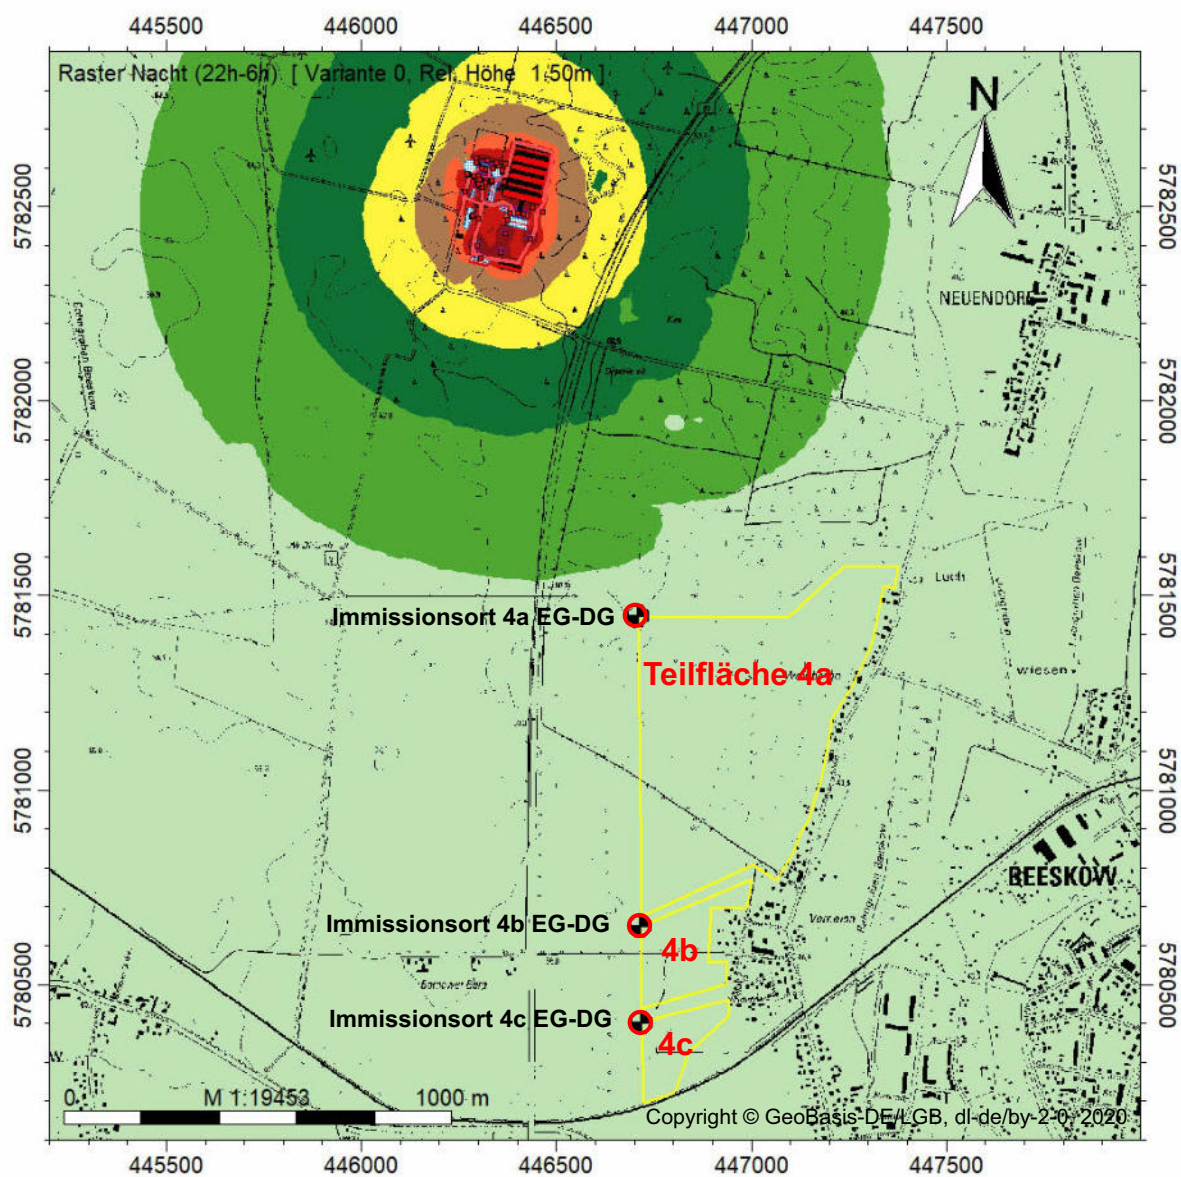 445500 446000 446500 447000 447500
Raster Nacht (22h-6h) [ Variante 0, Rel. Höhe 1.50m ]
N
5782500
5782500
NEUENDORF
5782000
5782000
5781500
Luch
5781500
Immissionsort 4a EG-DG
Teilfläche 4a
wiesen
5781000
5781000
BEESKOW
Immissionsort 4b EG-DG
4b
5780500
5780500
Immissionsort 4c EG-DG
4c
0 M 1:19453 1000 m
Copyright © GeoBasis-DE/LGB, dl-de/by-2-0, 2020
445500 446000 446500 447000 447500